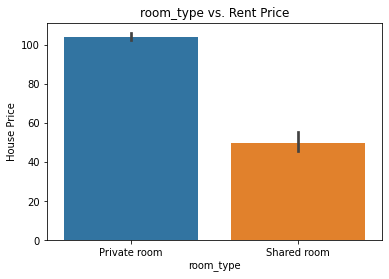 room_type vs. Rent Price
House Price
100
80
60
40
20
0
Private room
Shared room
room_type